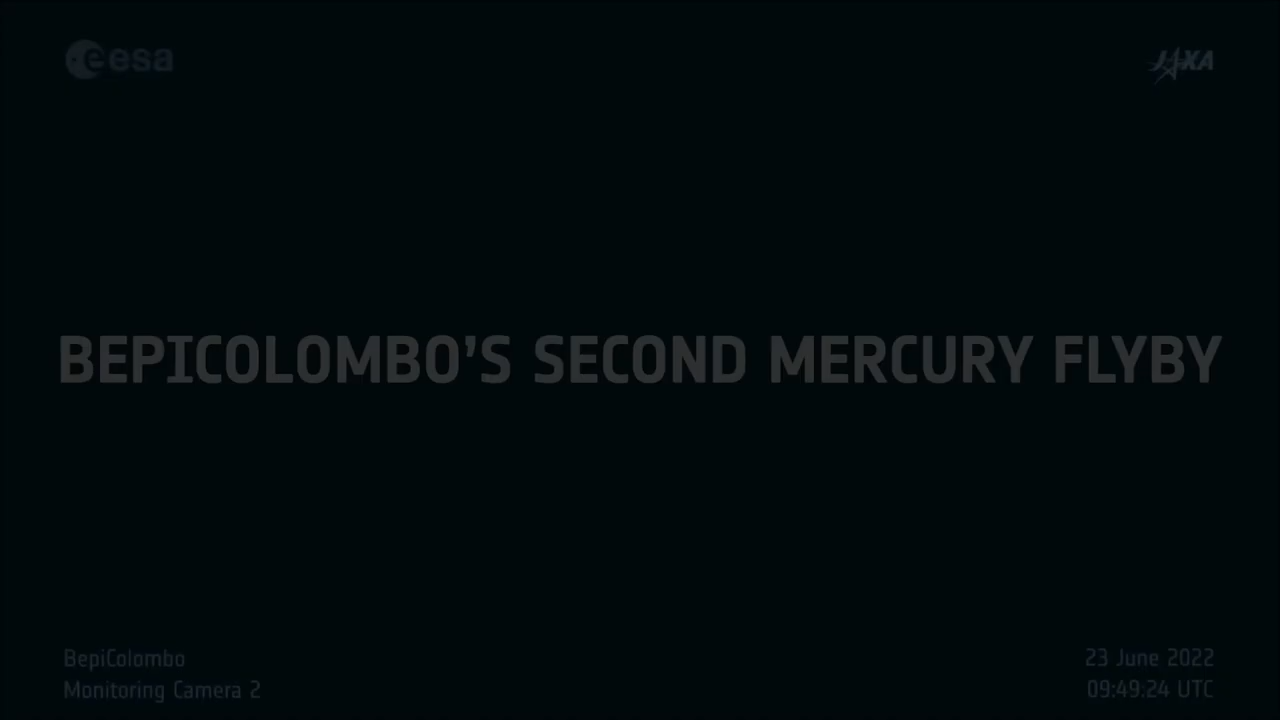 esa
JAXA
BEPICOLOMBO’S SECOND MERCURY FLYBY
BepiColombo
Monitoring Camera 2
23 June 2022
09:49:24 UTC